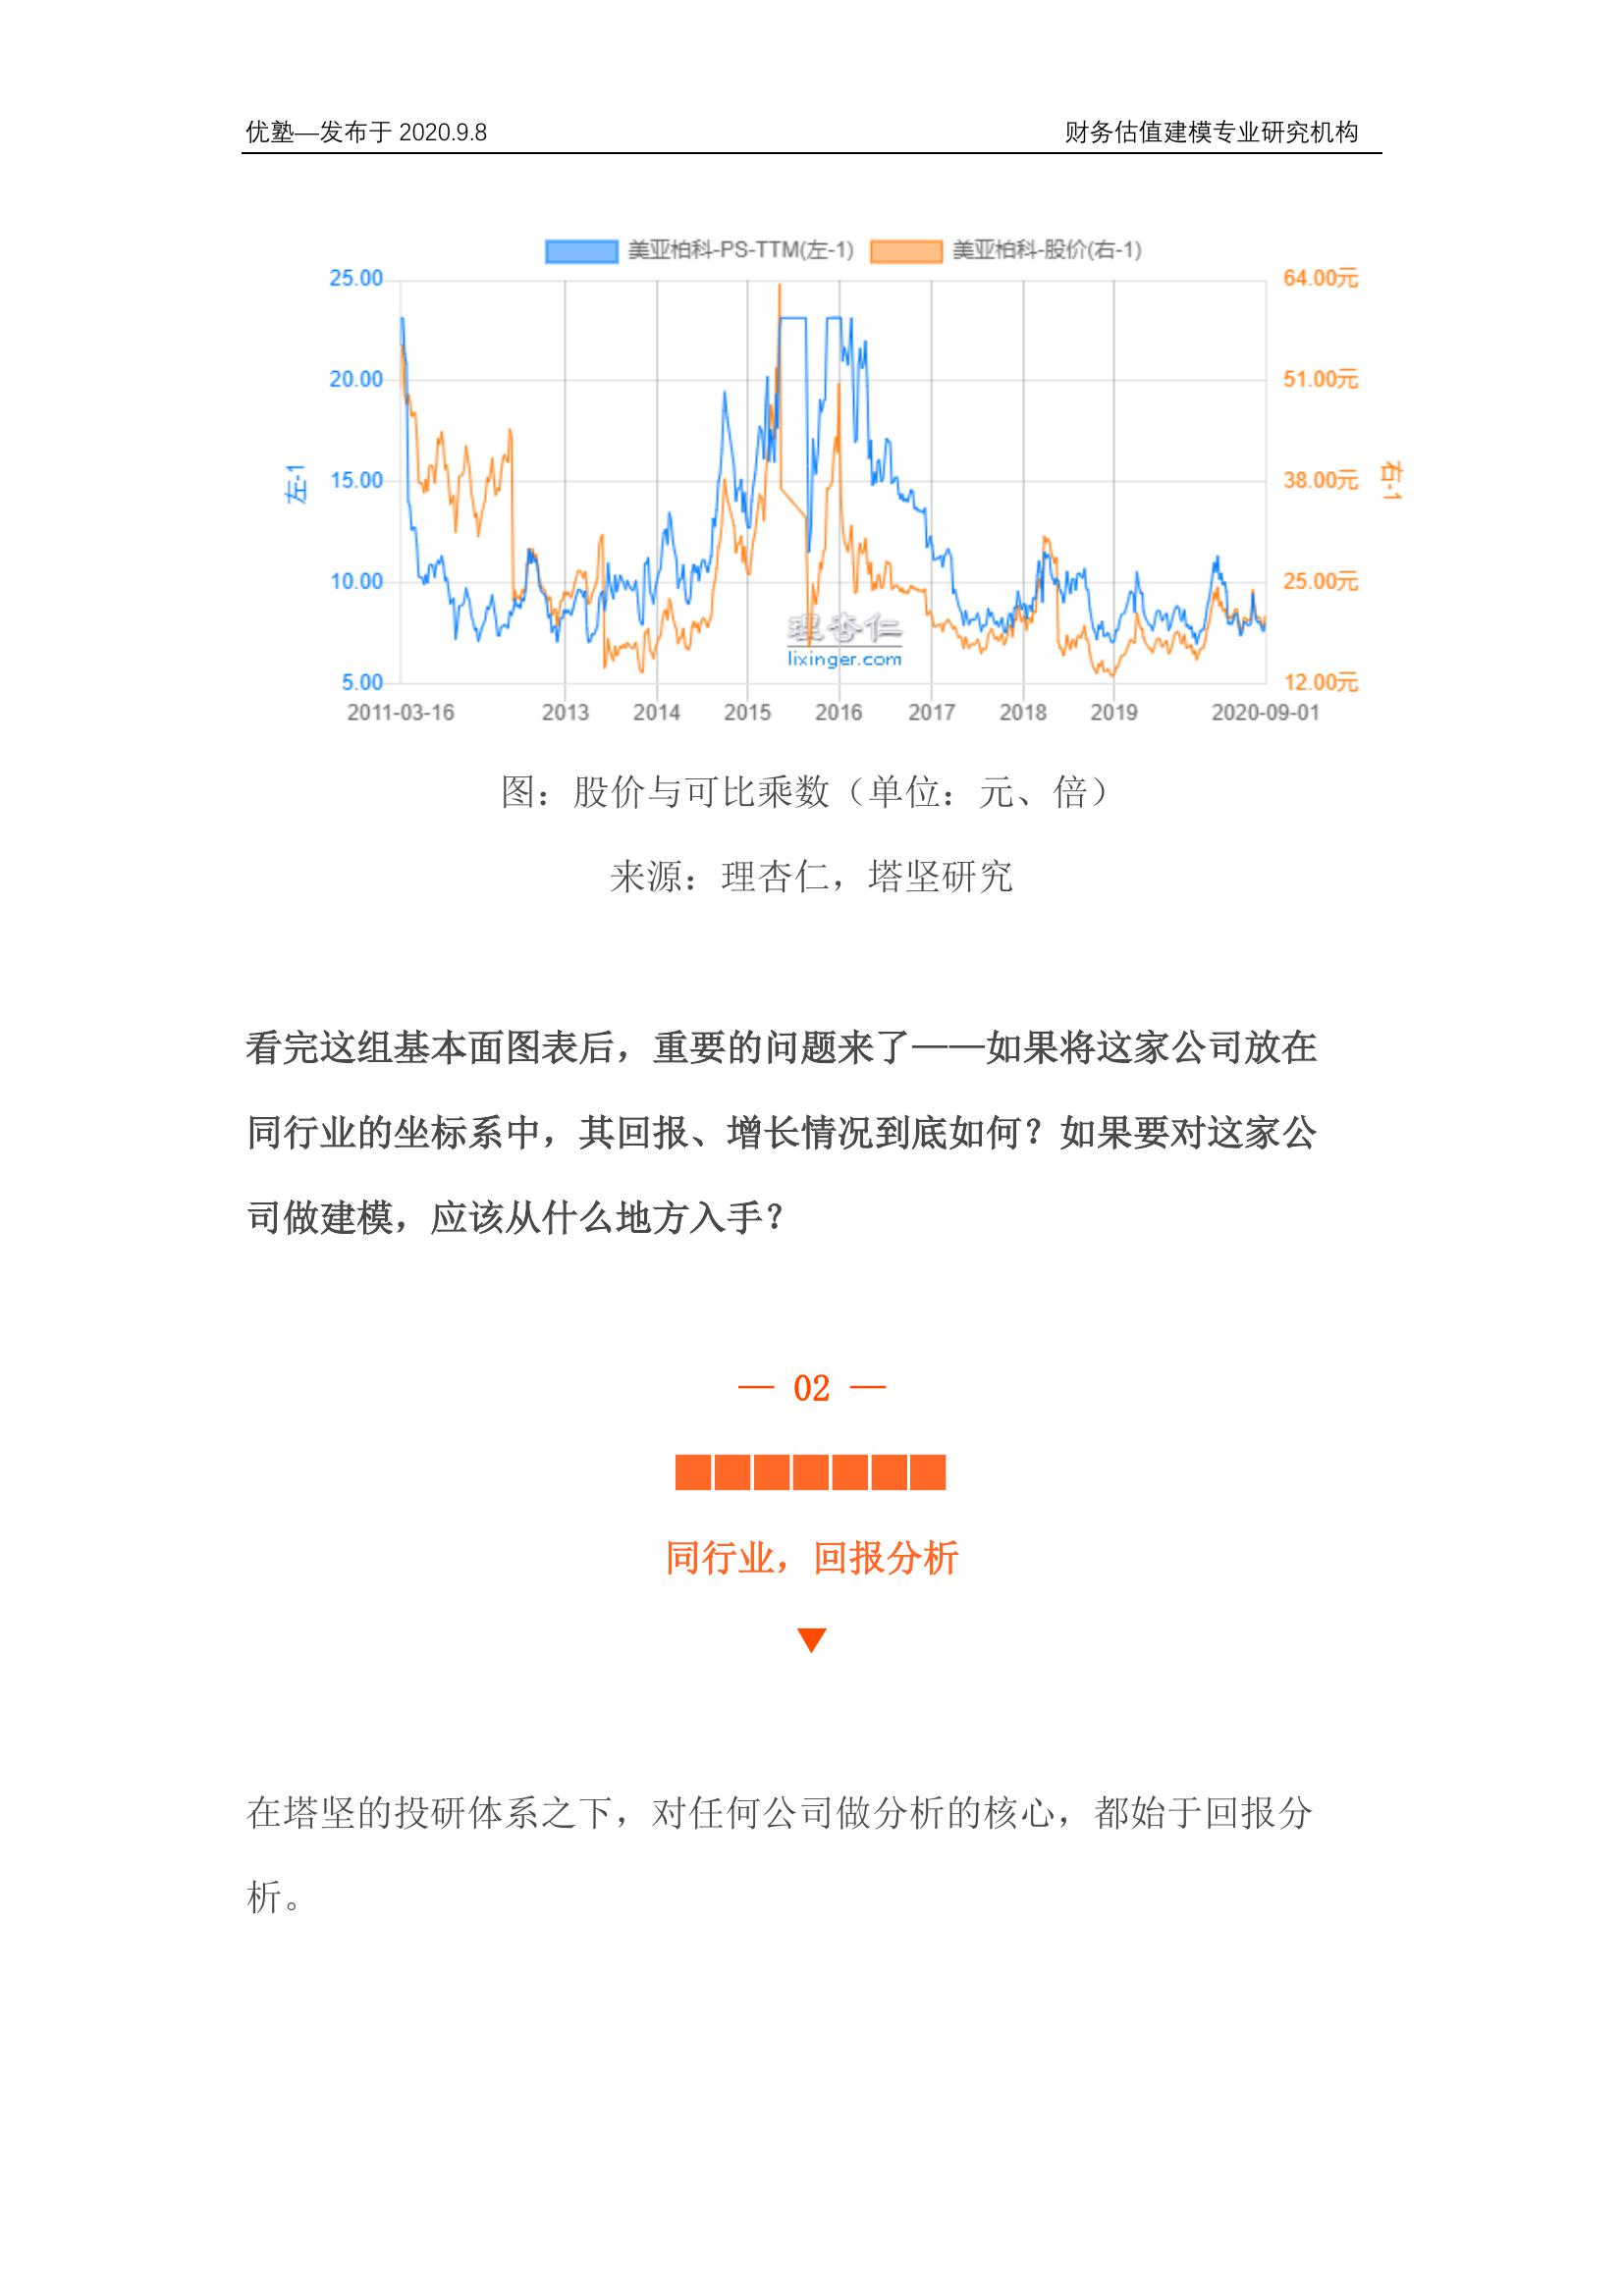 优塾—发布于 2020.9.8
财务估值建模专业研究机构
美亚柏科-PS-TTM(左-1)
美亚柏科-股价(右-1)
25.00
64.00元
20.00
51.00元
左-1
15.00
38.00元
右-1
10.00
25.00元
理杏仁
lixinger.com
5.00
12.00元
2011-03-16
2013
2014
2015
2016
2017
2018
2019
2020-09-01
图：股价与可比乘数（单位：元、倍）
来源：理杏仁，塔坚研究
看完这组基本面图表后，重要的问题来了——如果将这家公司放在
同行业的坐标系中，其回报、增长情况到底如何？如果要对这家公
司做建模，应该从什么地方入手？
— 02 —
■■■■■■■
同行业，回报分析
▼
在塔坚的投研体系之下，对任何公司做分析的核心，都始于回报分
析。